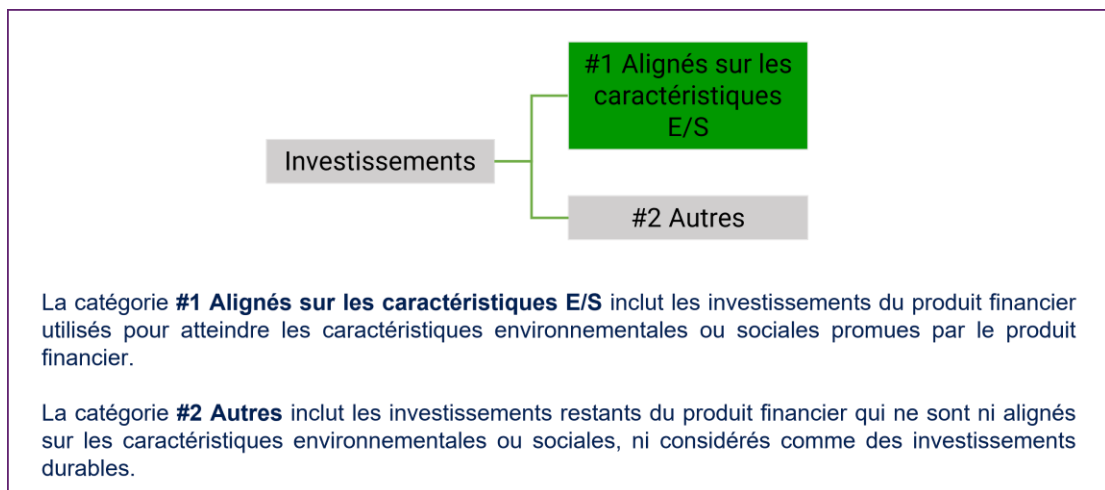 #1 Alignés sur les
caractéristiques
E/S
Investissements
#2 Autres
La catégorie #1 Alignés sur les caractéristiques E/S inclut les investissements du produit financier
utilisés pour atteindre les caractéristiques environnementales ou sociales promues par le produit
financier.
La catégorie #2 Autres inclut les investissements restants du produit financier qui ne sont ni alignés
sur les caractéristiques environnementales ou sociales, ni considérés comme des investissements
durables.